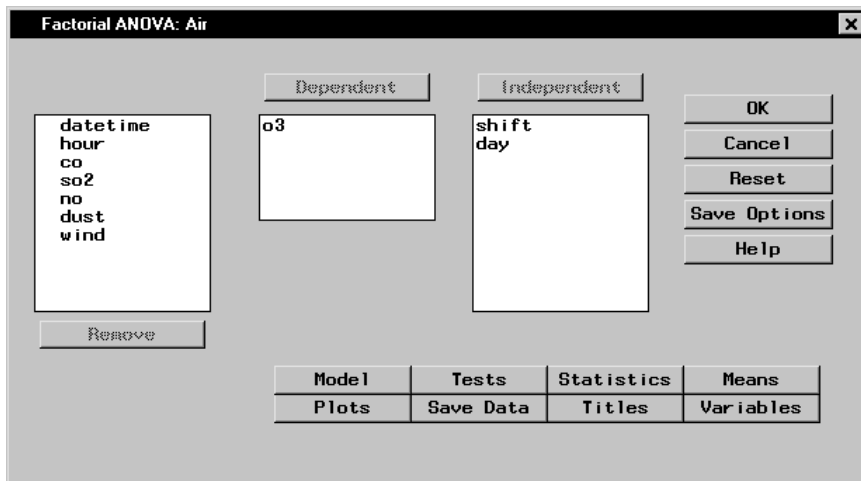 Factorial ANOVA: Air
Dependent
Independent
datetime
hour
co
so2
no
dust
wind
o3
shift
day
OK
Cancel
Reset
Save Options
Help
Remove
Model Tests Statistics Means
Plots Save Data Titles Variables